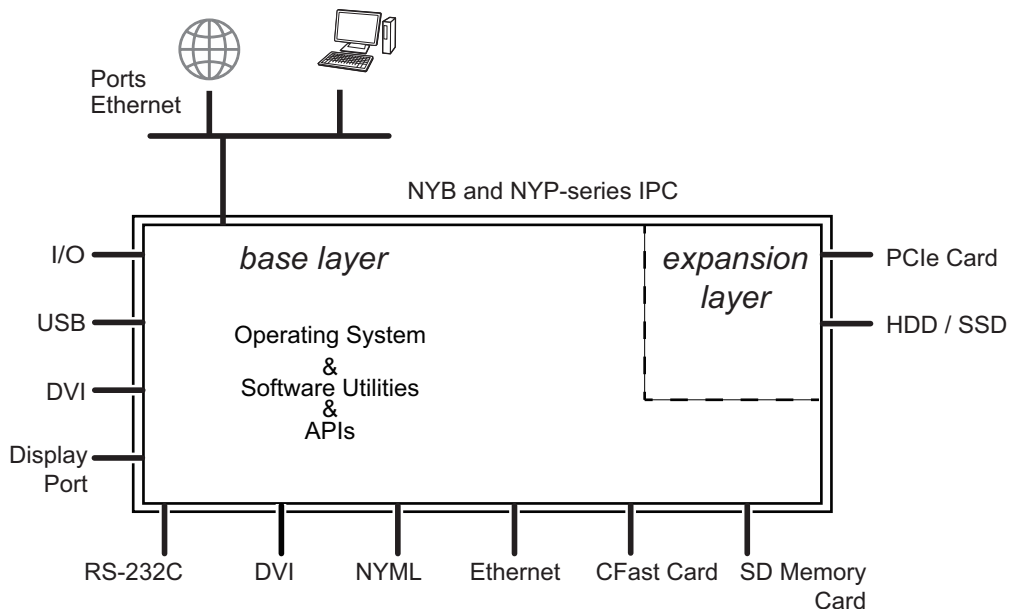 Ports
Ethernet
NYB and NYP-series IPC
I/O
base layer
expansion
layer
PCIe Card
USB
HDD / SSD
Operating System
&
Software Utilities
&
APIs
DVI
Display
Port
RS-232C
DVI
NYML
Ethernet
CFast Card
SD Memory
Card